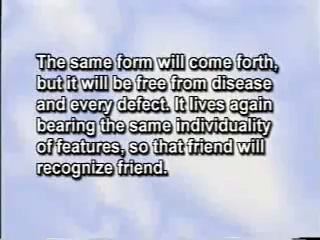 The same form will come forth,
but it will be free from disease
and every defect. It lives again
bearing the same individuality
of features, so that friend will
recognize friend.